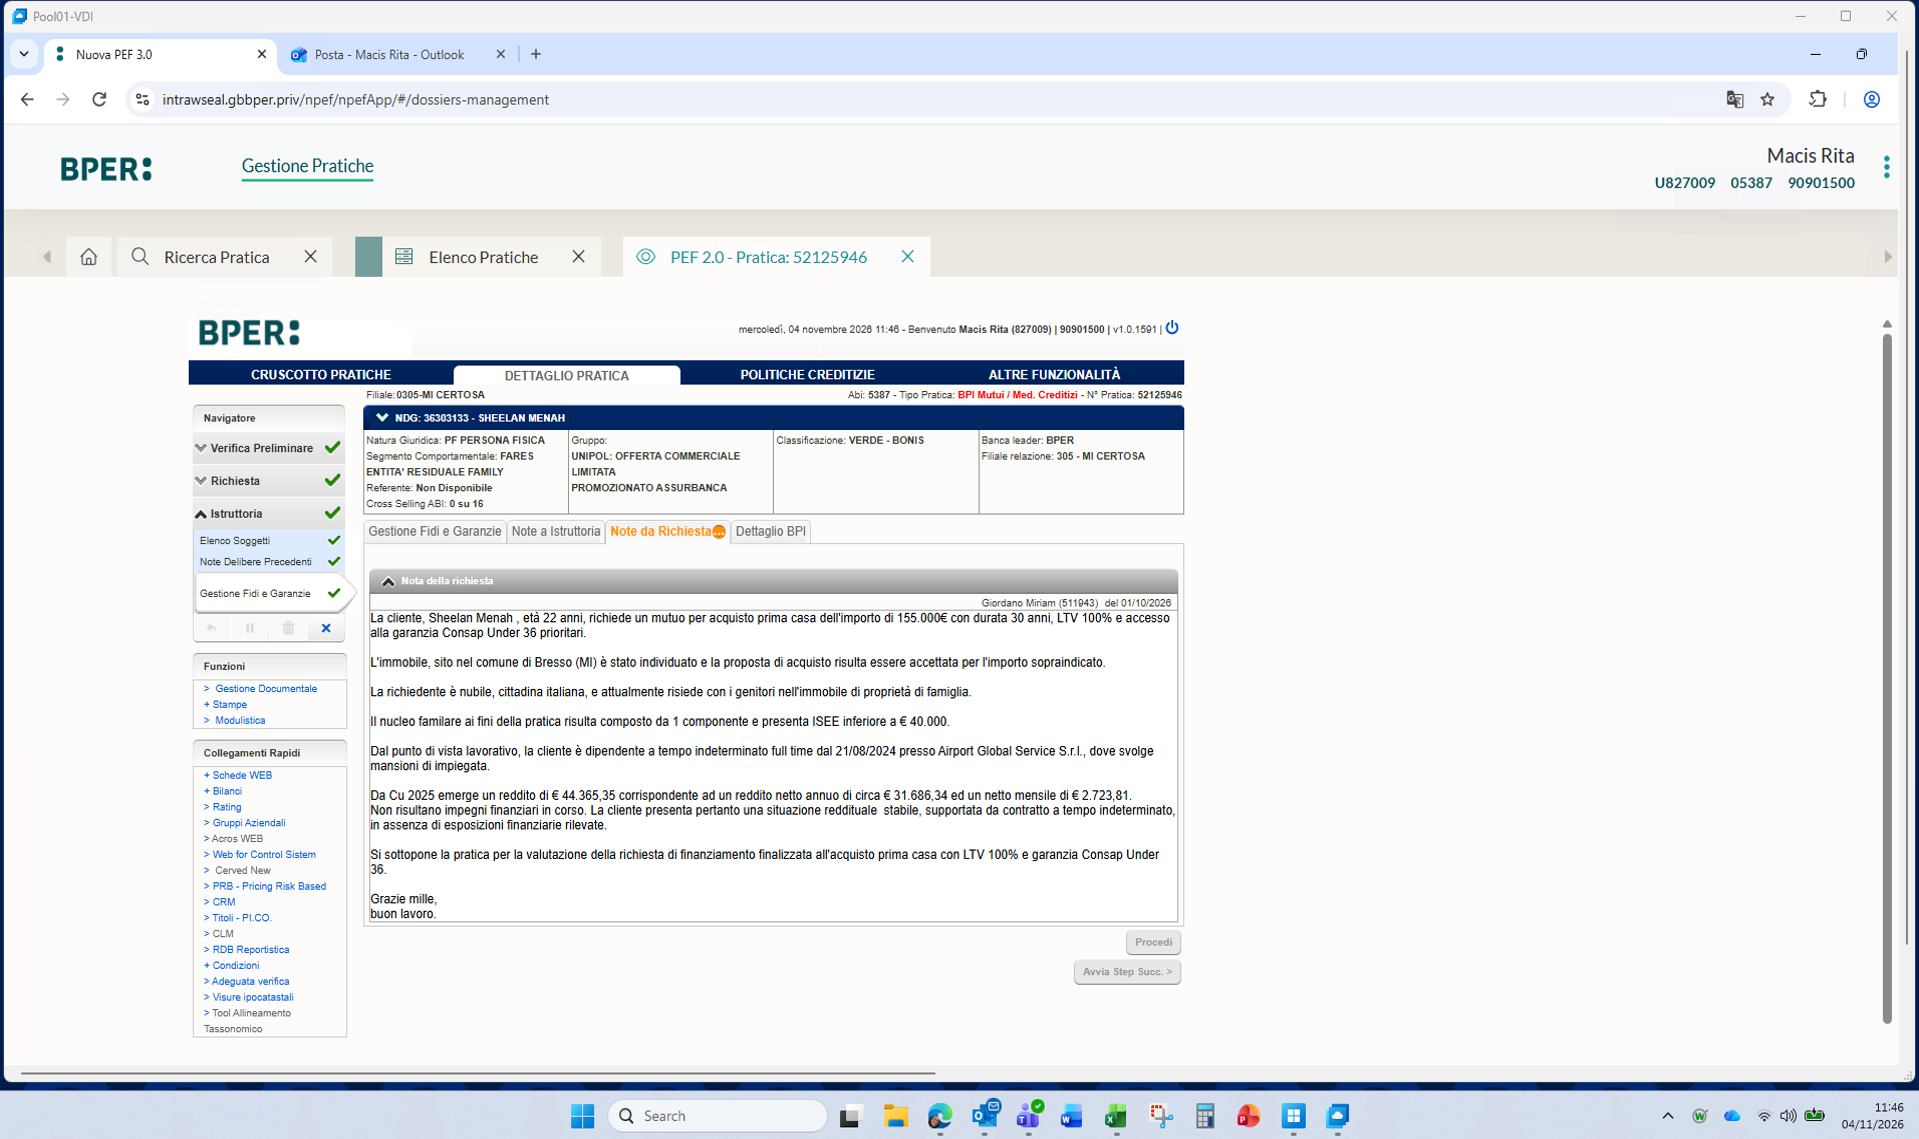 Pool01-VDI
Nuova PEF 3.0
Posta - Macis Rita - Outlook
intrawseal.gbbper.priv/npef/npefApp/#/dossiers-management
BPER:
Gestione Pratiche
Macis Rita
U827009 05387 90901500
Ricerca Pratica
Elenco Pratiche
PEF 2.0 - Pratica: 52125946
BPER:
mercoledì, 04 novembre 2026 11:46 - Benvenuto Macis Rita (827009) | 90901500 | v1.0.1591 |
CRUSCOTTO PRATICHE
DETTAGLIO PRATICA
POLITICHE CREDITIZIE
ALTRE FUNZIONALITÀ
Filiale: 0305-MI CERTOSA
Abi: 5387 - Tipo Pratica: BPI Mutui / Med. Creditizi - N° Pratica: 52125946
Navigatore
Verifica Preliminare
Richiesta
Istruttoria
Elenco Soggetti
Note Delibere Precedenti
Gestione Fidi e Garanzie
Funzioni
> Gestione Documentale
+ Stampe
> Modulistica
Collegamenti Rapidi
+ Schede WEB
+ Bilanci
> Rating
> Gruppi Aziendali
> Acros WEB
> Web for Control Sistem
> Cerved New
> PRB - Pricing Risk Based
> CRM
> Titoli - PI.CO.
> CLM
> RDB Reportistica
+ Condizioni
> Adeguata verifica
> Visure ipocatastali
> Tool Allineamento
Tassonomico
NDG: 36303133 - SHEELAN MENAH
Natura Giuridica: PF PERSONA FISICA
Segmento Comportamentale: FARES
ENTITA' RESIDUALE FAMILY
Referente: Non Disponibile
Cross Selling ABI: 0 su 16
Gruppo:
UNIPOL: OFFERTA COMMERCIALE
LIMITATA
PROMOZIONATO ASSURBANCA
Classificazione: VERDE - BONIS
Banca leader: BPER
Filiale relazione: 305 - MI CERTOSA
Gestione Fidi e Garanzie
Note a Istruttoria
Note da Richiesta
Dettaglio BPI
Nota della richiesta
Giordano Miriam (511943) del 01/10/2026
La cliente, Sheelan Menah , età 22 anni, richiede un mutuo per acquisto prima casa dell'importo di 155.000€ con durata 30 anni, LTV 100% e accesso
alla garanzia Consap Under 36 prioritari.
L'immobile, sito nel comune di Bresso (MI) è stato individuato e la proposta di acquisto risulta essere accettata per l'importo sopraindicato.
La richiedente è nubile, cittadina italiana, e attualmente risiede con i genitori nell'immobile di proprietà di famiglia.
Il nucleo familare ai fini della pratica risulta composto da 1 componente e presenta ISEE inferiore a € 40.000.
Dal punto di vista lavorativo, la cliente è dipendente a tempo indeterminato full time dal 21/08/2024 presso Airport Global Service S.r.l., dove svolge
mansioni di impiegata.
Da Cu 2025 emerge un reddito di € 44.365,35 corrispondente ad un reddito netto annuo di circa € 31.686,34 ed un netto mensile di € 2.723,81.
Non risultano impegni finanziari in corso. La cliente presenta pertanto una situazione reddituale stabile, supportata da contratto a tempo indeterminato,
in assenza di esposizioni finanziarie rilevate.
Si sottopone la pratica per la valutazione della richiesta di finanziamento finalizzata all'acquisto prima casa con LTV 100% e garanzia Consap Under
36.
Grazie mille,
buon lavoro.
Procedi
Avvia Step Succ. >
Search
11:46
04/11/2026